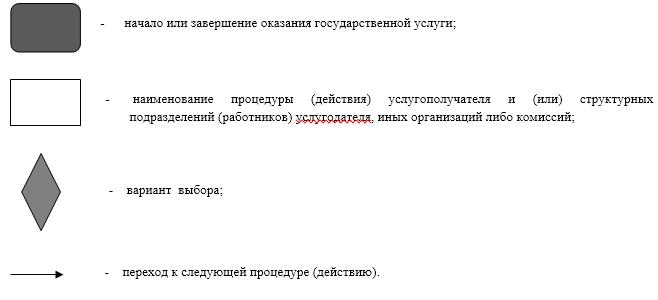 - начало или завершение оказания государственной услуги;
- наименование процедуры (действия) услугополучателя и (или) структурных
подразделений (работников) услугодателя, иных организаций либо комиссий;
- вариант выбора;
- переход к следующей процедуре (действию).